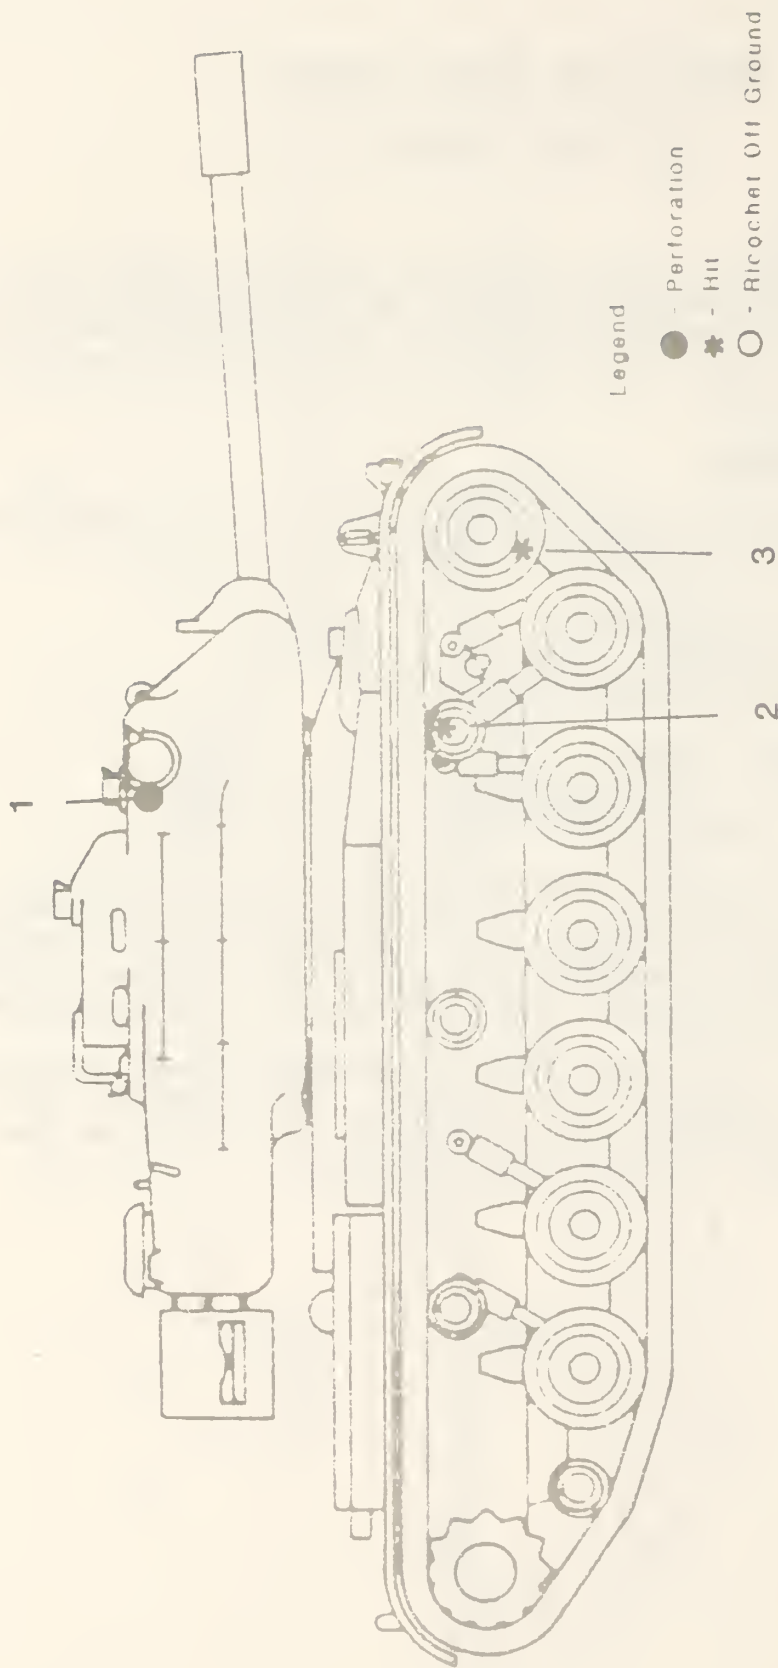 1
2
3
Legend
● - Perforation
✱ - Hit
○ - Ricochet Off Ground